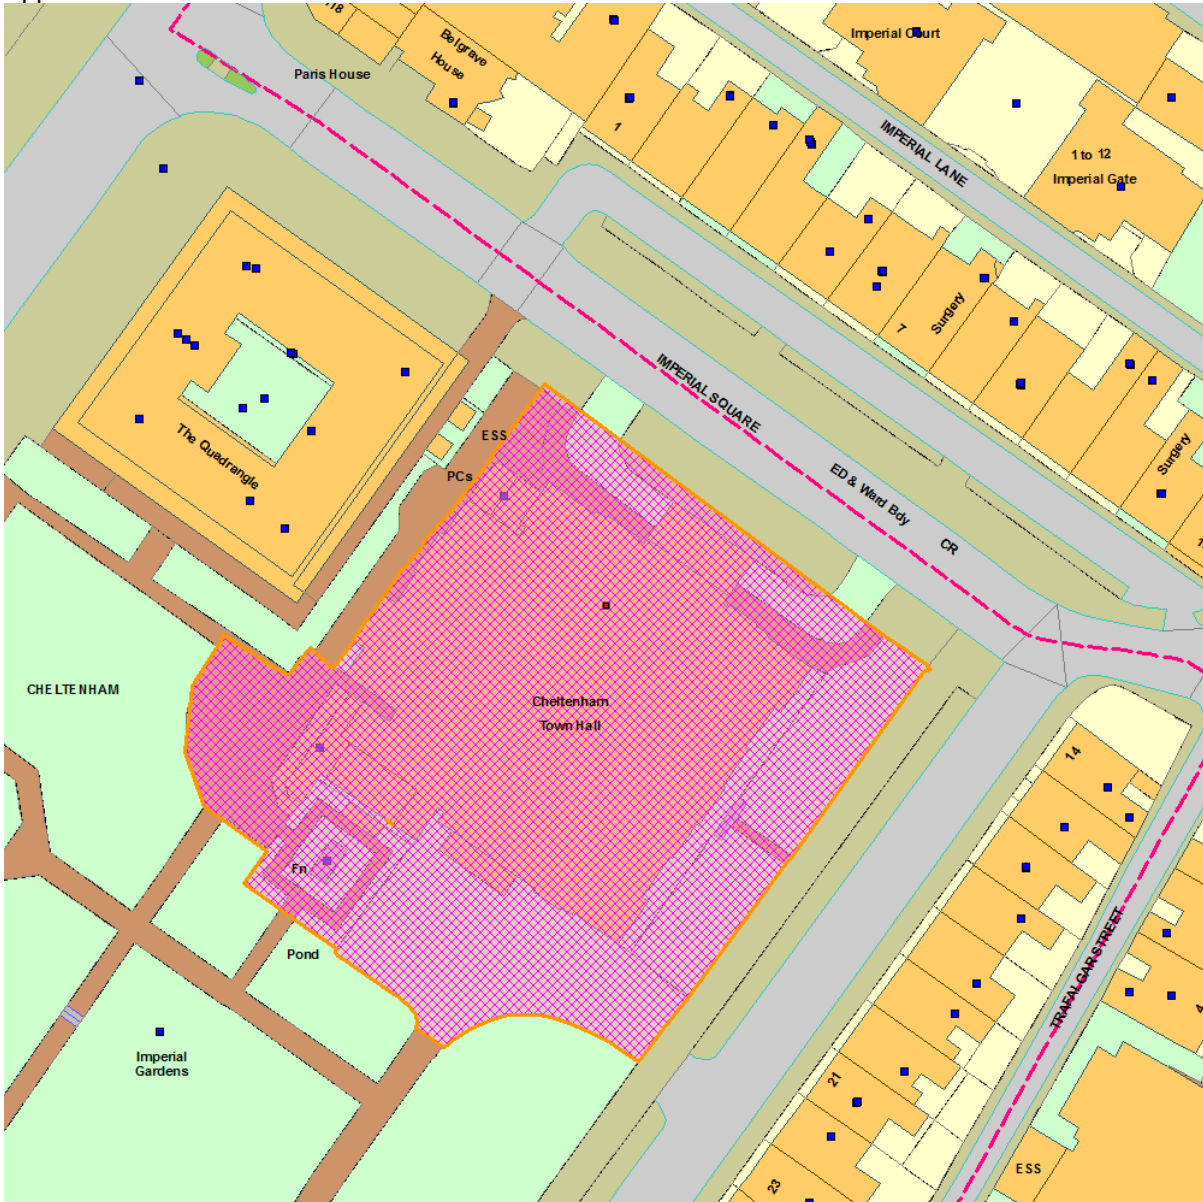 /18
Belgrave
House
Imperial Court
Paris House
1
IMPERIAL LANE
1 to 12
Imperial Gate
7
Surgery
IMPERIAL SQUARE
The Quadrangle
ESS
PCs
ED & Ward Bdy
CR
Surgery
CHELTENHAM
Cheltenham
Town Hall
14
Fn
Pond
TRAFALGAR STREET
Imperial
Gardens
21
4
ESS
23